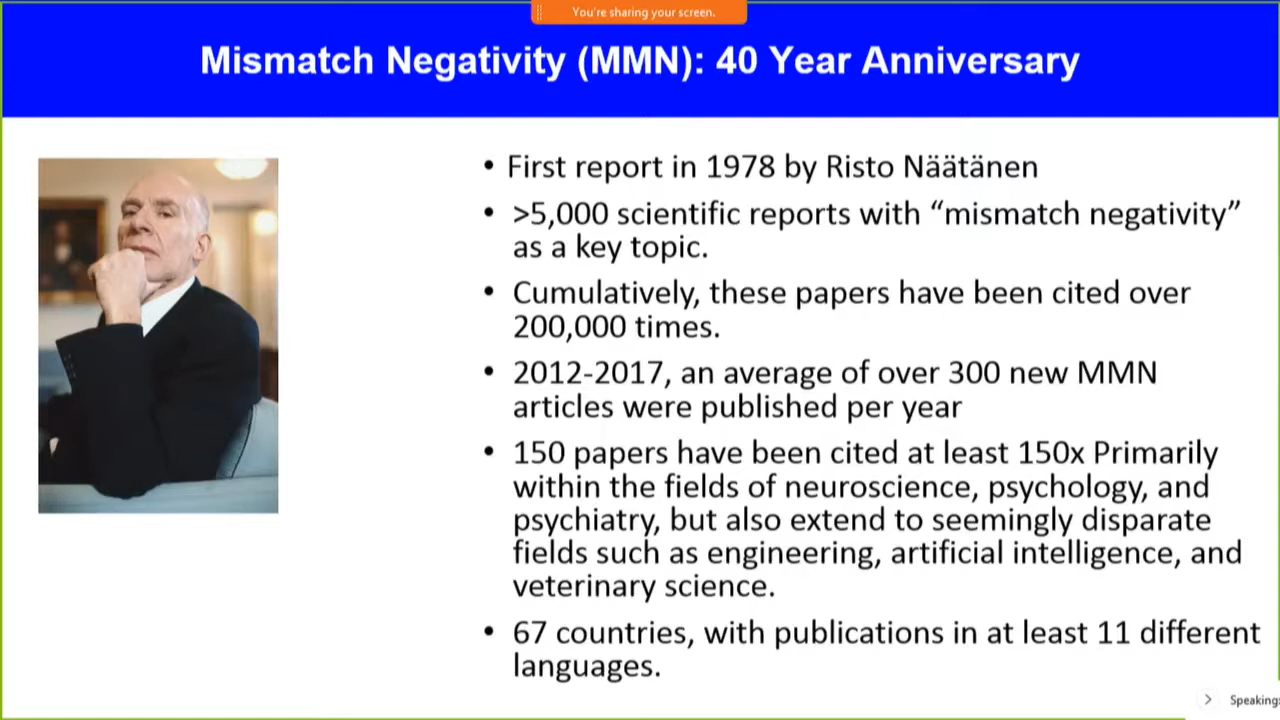 You're sharing your screen.
Mismatch Negativity (MMN): 40 Year Anniversary
• First report in 1978 by Risto Näätänen
• >5,000 scientific reports with “mismatch negativity”
as a key topic.
• Cumulatively, these papers have been cited over
200,000 times.
• 2012-2017, an average of over 300 new MMN
articles were published per year
• 150 papers have been cited at least 150x Primarily
within the fields of neuroscience, psychology, and
psychiatry, but also extend to seemingly disparate
fields such as engineering, artificial intelligence, and
veterinary science.
• 67 countries, with publications in at least 11 different
languages.
Speaking: